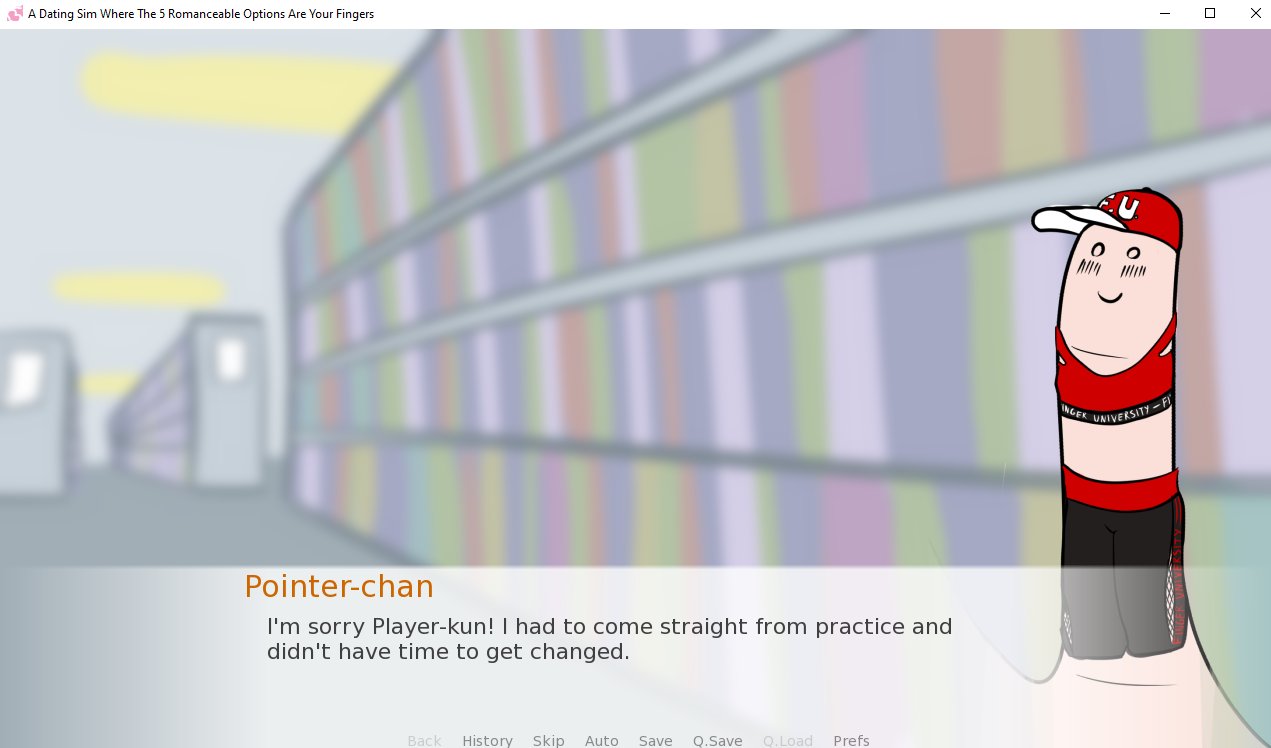 A Dating Sim Where The 5 Romanceable Options Are Your Fingers
F.U.
INGER UNIVERSITY - FI
FINGER UNIVERSITY
Pointer-chan
I'm sorry Player-kun! I had to come straight from practice and
didn't have time to get changed.
Back History Skip Auto Save Q.Save Q.Load Prefs